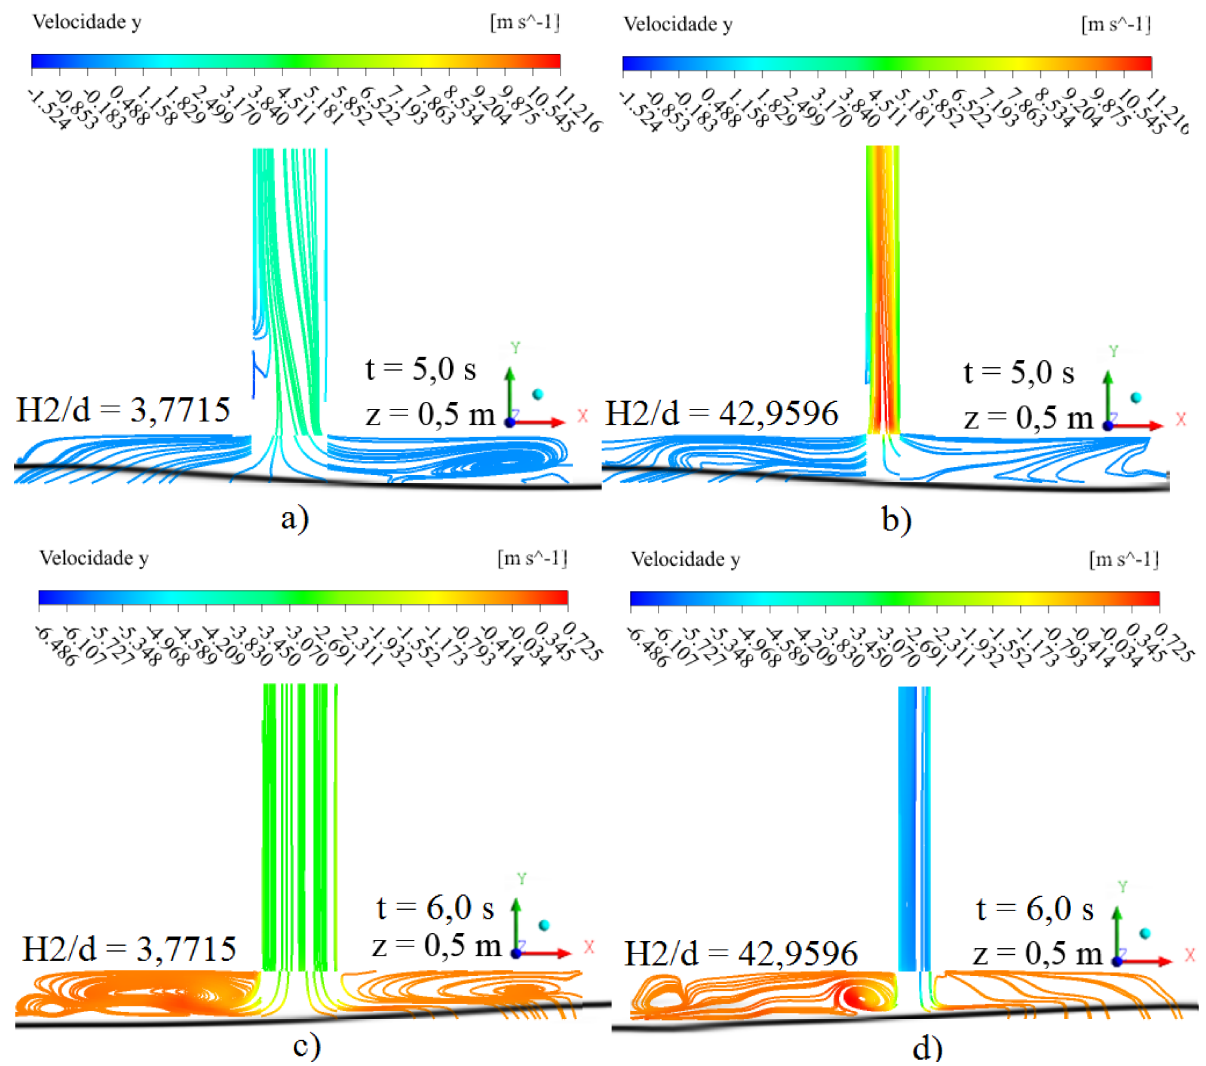 Velocidade y [m s^-1]
-1.524 -0.853 -0.183 0.488 1.158 1.829 2.499 3.170 3.840 4.511 5.181 5.852 6.522 7.193 7.863 8.534 9.204 9.875 10.545 11.216
t = 5,0 s
H2/d = 3,7715 z = 0,5 m
Y
X
Z
a)
Velocidade y [m s^-1]
-1.524 -0.853 -0.183 0.488 1.158 1.829 2.499 3.170 3.840 4.511 5.181 5.852 6.522 7.193 7.863 8.534 9.204 9.875 10.545 11.216
t = 5,0 s
H2/d = 42,9596 z = 0,5 m
Y
X
Z
b)
Velocidade y [m s^-1]
-6.486 -6.107 -5.727 -5.348 -4.968 -4.589 -4.209 -3.830 -3.450 -3.070 -2.691 -2.311 -1.932 -1.552 -1.173 -0.793 -0.414 -0.034 0.345 0.725
t = 6,0 s
H2/d = 3,7715 z = 0,5 m
Y
X
Z
c)
Velocidade y [m s^-1]
-6.486 -6.107 -5.727 -5.348 -4.968 -4.589 -4.209 -3.830 -3.450 -3.070 -2.691 -2.311 -1.932 -1.552 -1.173 -0.793 -0.414 -0.034 0.345 0.725
t = 6,0 s
H2/d = 42,9596 z = 0,5 m
Y
X
Z
d)